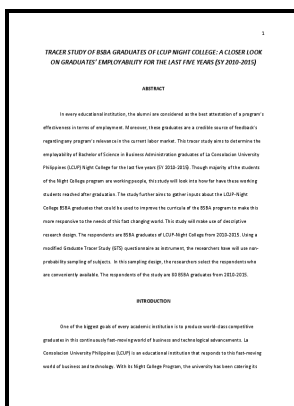 1
TRACER STUDY OF BSBA GRADUATES OF LCUP NIGHT COLLEGE: A CLOSER LOOK
ON GRADUATES' EMPLOYABILITY FOR THE LAST FIVE YEARS (SY 2010-2015)
ABSTRACT
In every educational institution, the alumni are considered as the best attestation of a program's
effectiveness in terms of employment. Moreover, these graduates are a credible source of feedback's
regarding any program's relevance in the current labor market. This tracer study aims to determine the
employability of Bachelor of Science in Business Administration graduates of La Consolacion University
Philippines (LCUP) Night College for the last five years (SY 2010-2015). Though majority of the students
of the Night College program are working people, this study will look into how far have these working
students reached after graduation. The study further aims to gather inputs about the LCUP-Night
College BSBA graduates that could be used to improve the curricula of the BSBA program to make this
more responsive to the needs of this fast changing world. This study will make use of descriptive
research design. The respondents are BSBA graduates of LCUP-Night College from 2010-2015. Using a
modified Graduate Tracer Study (GTS) questionnaire as instrument, the researchers have will use non-
probability sampling of subjects. In this sampling design, the researchers select the respondents who
are conveniently available. The respondents of the study are 00 BSBA graduates from 2010-2015.
INTRODUCTION
One of the biggest goals of every academic institution is to produce world-class competitive
graduates in this continuously fast-moving world of business and technological advancements. La
Consolacion University Philippines (LCUP) is an educational institution that responds to this fast-moving
world of business and technology. With its Night College Program, the university has been catering its